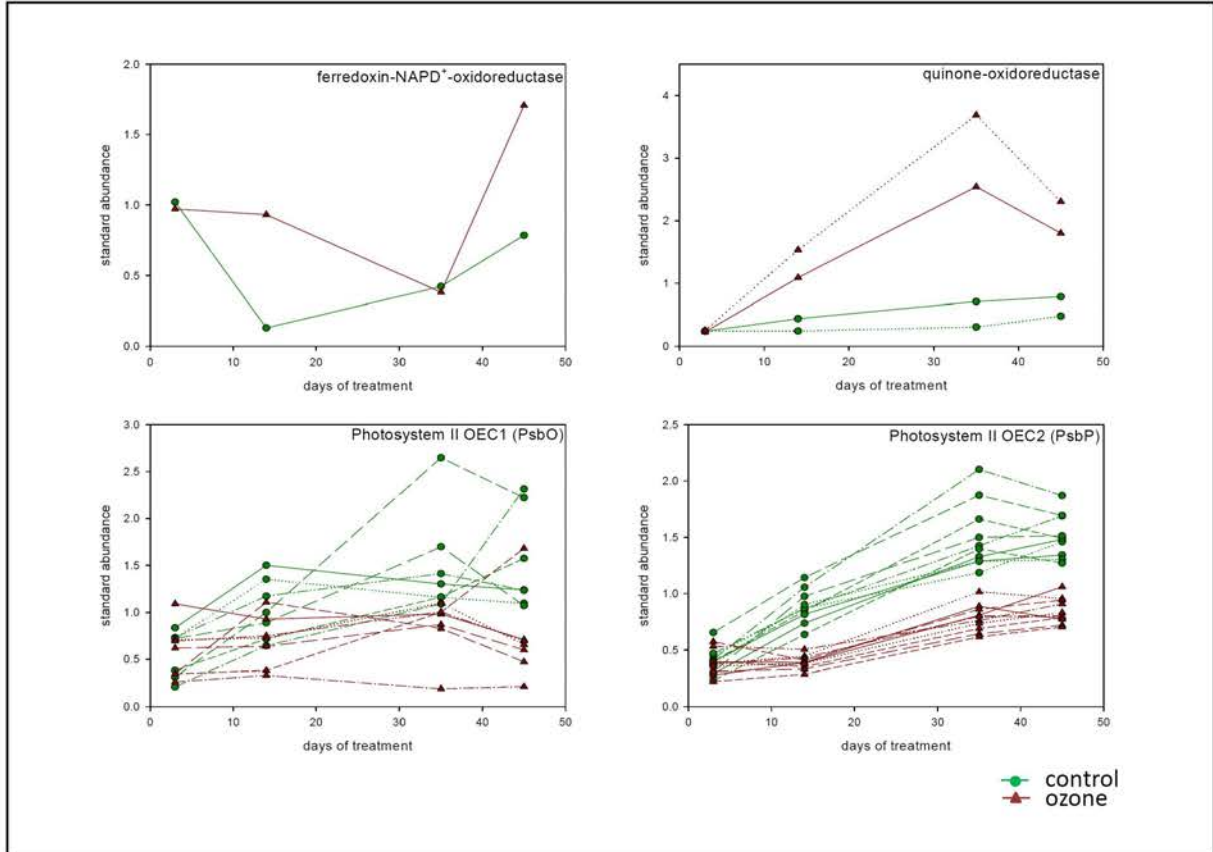 ferredoxin-NAPD⁺-oxidoreductase
2.0
1.5
1.0
0.5
0.0
standard abundance
0 10 20 30 40 50
days of treatment
quinone-oxidoreductase
4
3
2
1
0
standard abundance
0 10 20 30 40 50
days of treatment
Photosystem II OEC1 (PsbO)
3.0
2.5
2.0
1.5
1.0
0.5
0.0
standard abundance
0 10 20 30 40 50
days of treatment
Photosystem II OEC2 (PsbP)
2.5
2.0
1.5
1.0
0.5
0.0
standard abundance
0 10 20 30 40 50
days of treatment
control
ozone